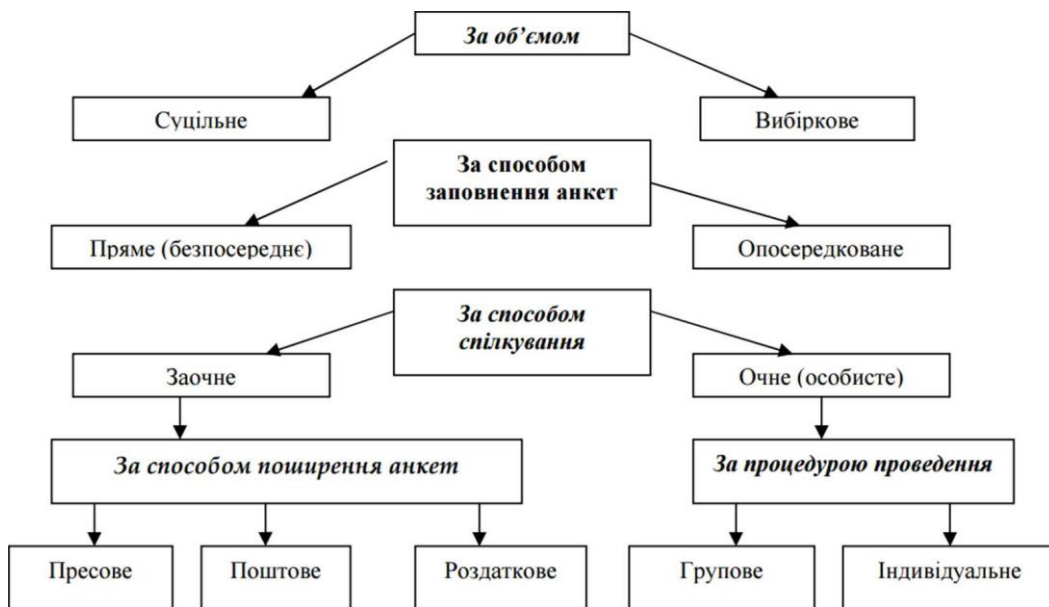 За об’ємом
Суцільне
Вибіркове
За способом
заповнення анкет
Пряме (безпосереднє)
Опосередковане
За способом
спілкування
Заочне
Очне (особисте)
За способом поширення анкет
За процедурою проведення
Пресове
Поштове
Роздаткове
Групове
Індивідуальне